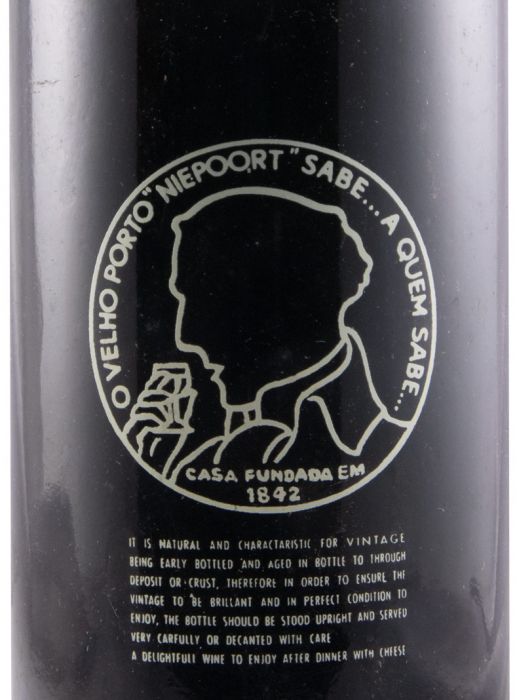 O VELHO PORTO "NIEPOORT" SABE... A QUEM SABE...
CASA FUNDADA EM
1842
IT IS NATURAL AND CHARACTARISTIC FOR VINTAGE
BEING EARLY BOTTLED AND AGED IN BOTTLE TO THROUGH
DEPOSIT OR CRUST, THEREFORE IN ORDER TO ENSURE THE
VINTAGE TO BE BRILLANT AND IN PERFECT CONDITION TO
ENJOY, THE BOTTLE SHOULD BE STOOD UPRIGHT AND SERVED
VERY CARFULLY OR DECANTED WITH CARE
A DELIGHTFULL WINE TO ENJOY AFTER DINNER WITH CHEESE